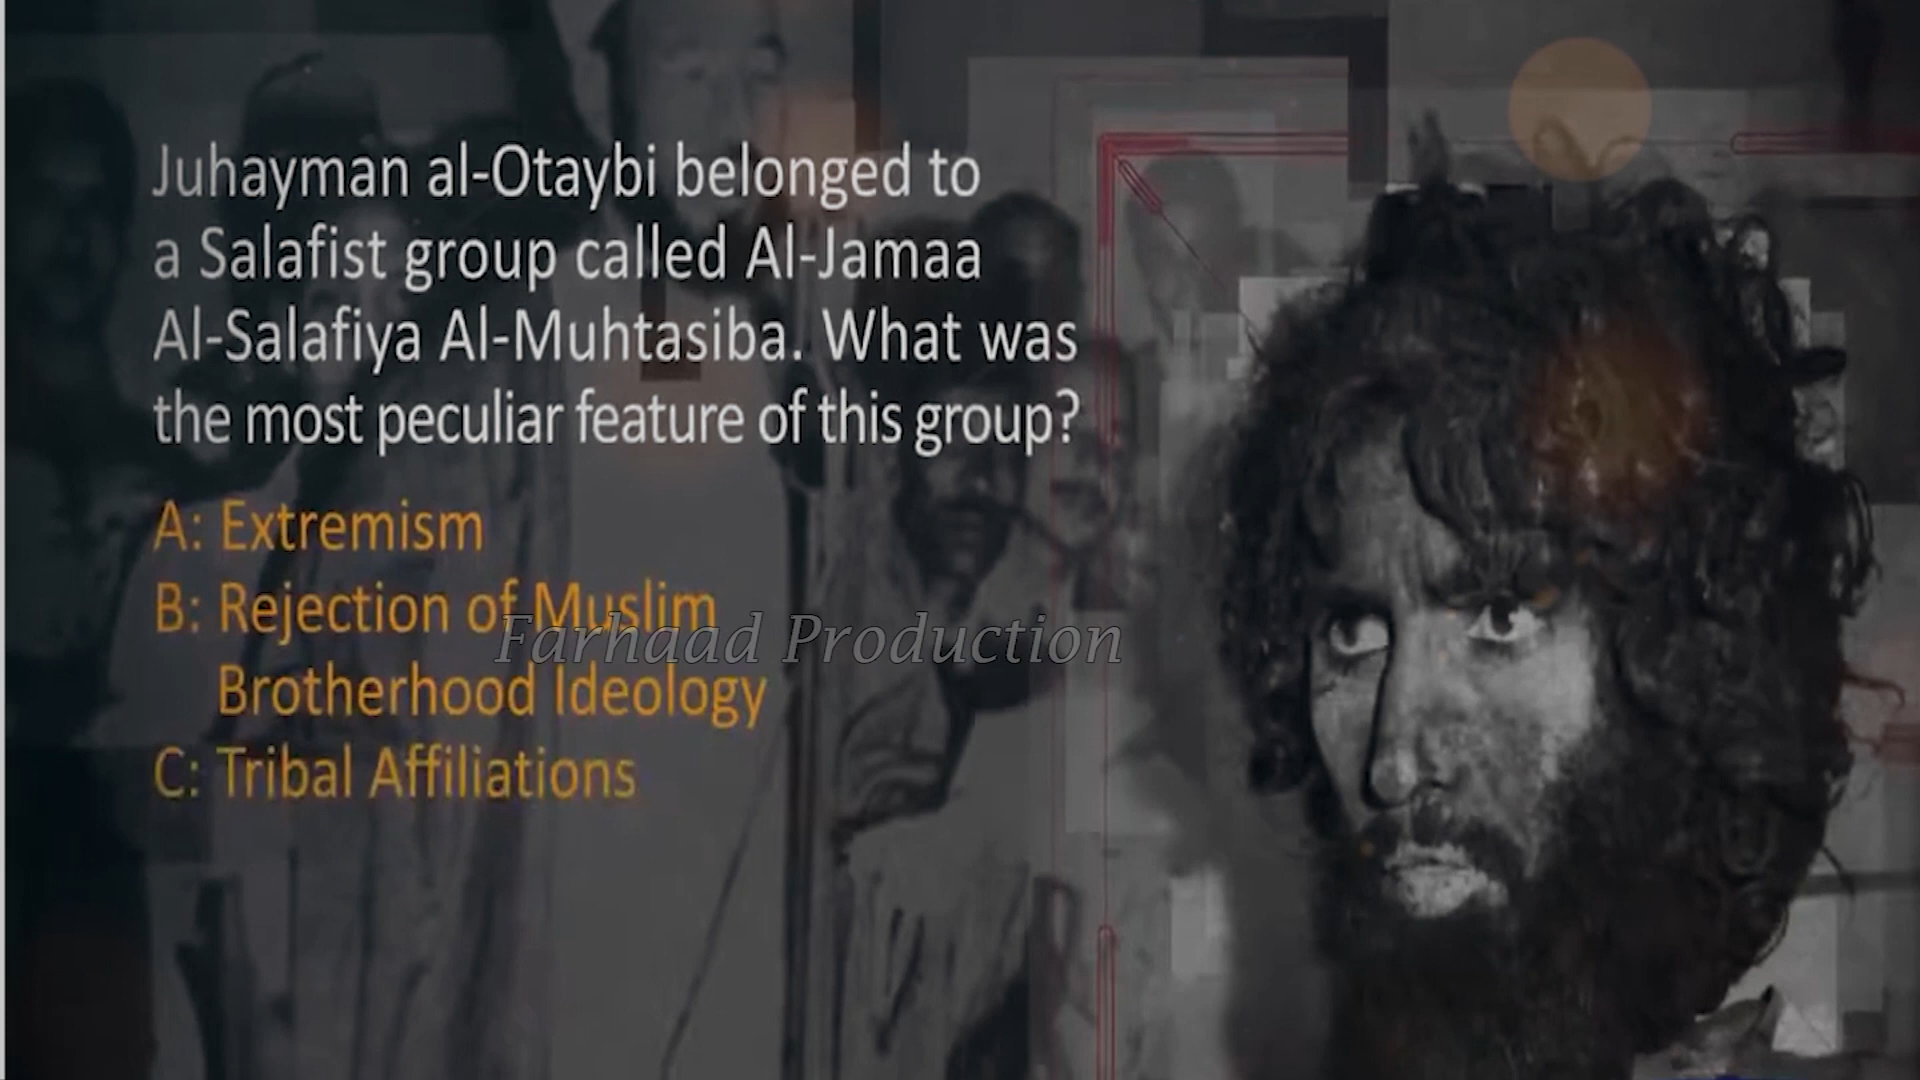 Juhayman al-Otaybi belonged to
a Salafist group called Al-Jamaa
Al-Salafiya Al-Muhtasiba. What was
the most peculiar feature of this group?
A: Extremism
B: Rejection of Muslim
Brotherhood Ideology
C: Tribal Affiliations
Farhaad Production